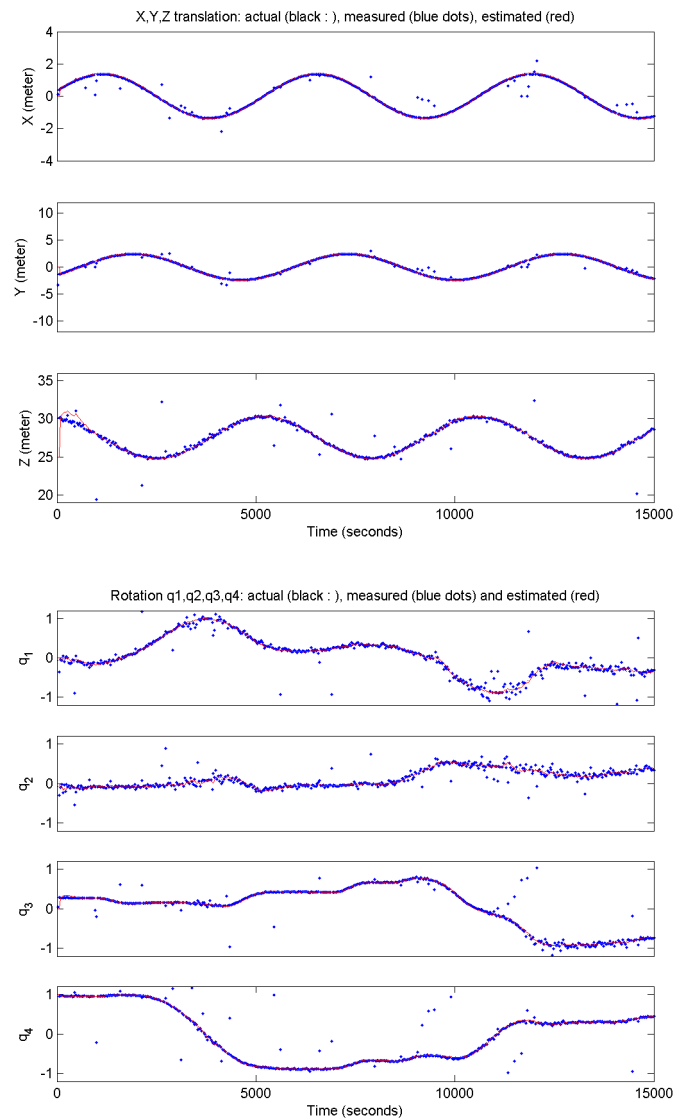 X,Y,Z translation: actual (black : ), measured (blue dots), estimated (red)
4
2
0
-2
-4
X (meter)
10
5
0
-5
-10
Y (meter)
35
30
25
20
Z (meter)
0 5000 10000 15000
Time (seconds)
Rotation q1,q2,q3,q4: actual (black : ), measured (blue dots) and estimated (red)
1
0
-1
q1
1
0
-1
q2
1
0
-1
q3
1
0
-1
q4
0 5000 10000 15000
Time (seconds)